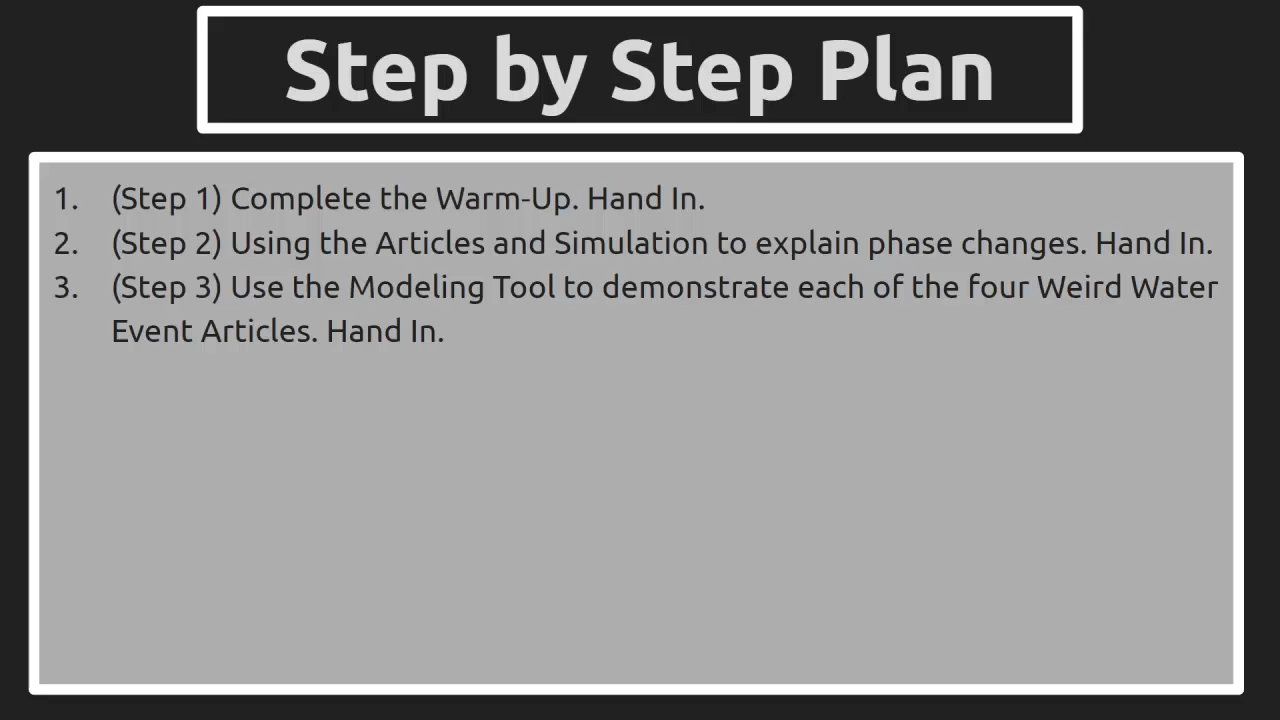 Step by Step Plan
1. (Step 1) Complete the Warm-Up. Hand In.
2. (Step 2) Using the Articles and Simulation to explain phase changes. Hand In.
3. (Step 3) Use the Modeling Tool to demonstrate each of the four Weird Water
Event Articles. Hand In.